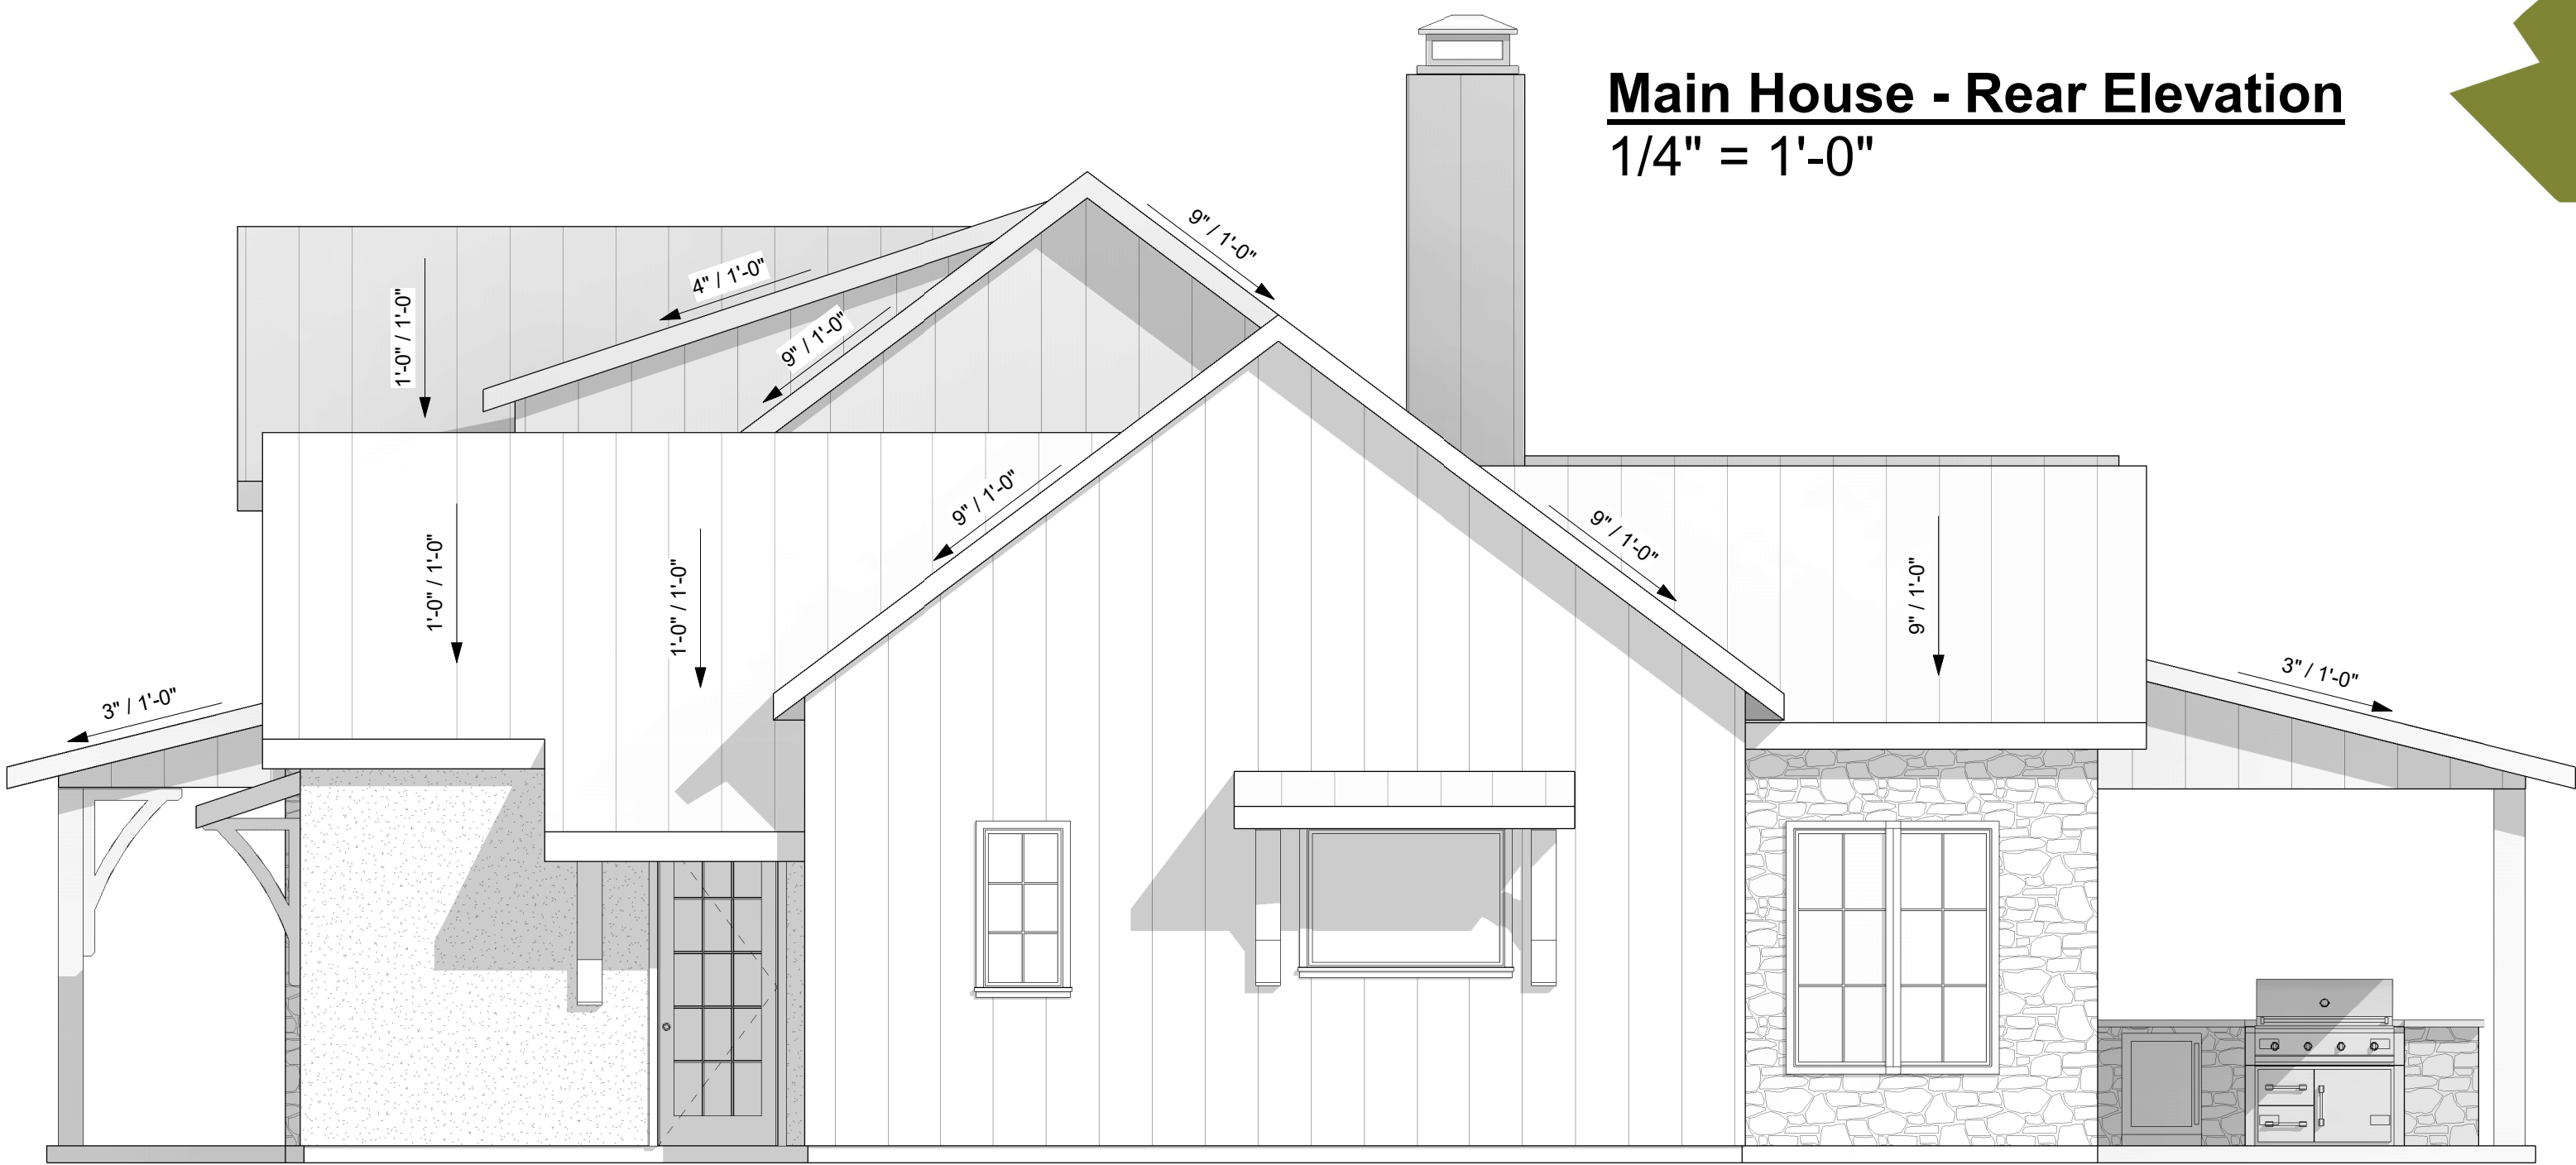 Main House - Rear Elevation
1/4" = 1'-0"
9" / 1'-0"
4" / 1'-0"
1'-0" / 1'-0"
9" / 1'-0"
9" / 1'-0"
9" / 1'-0"
1'-0" / 1'-0"
1'-0" / 1'-0"
9" / 1'-0"
3" / 1'-0"
3" / 1'-0"